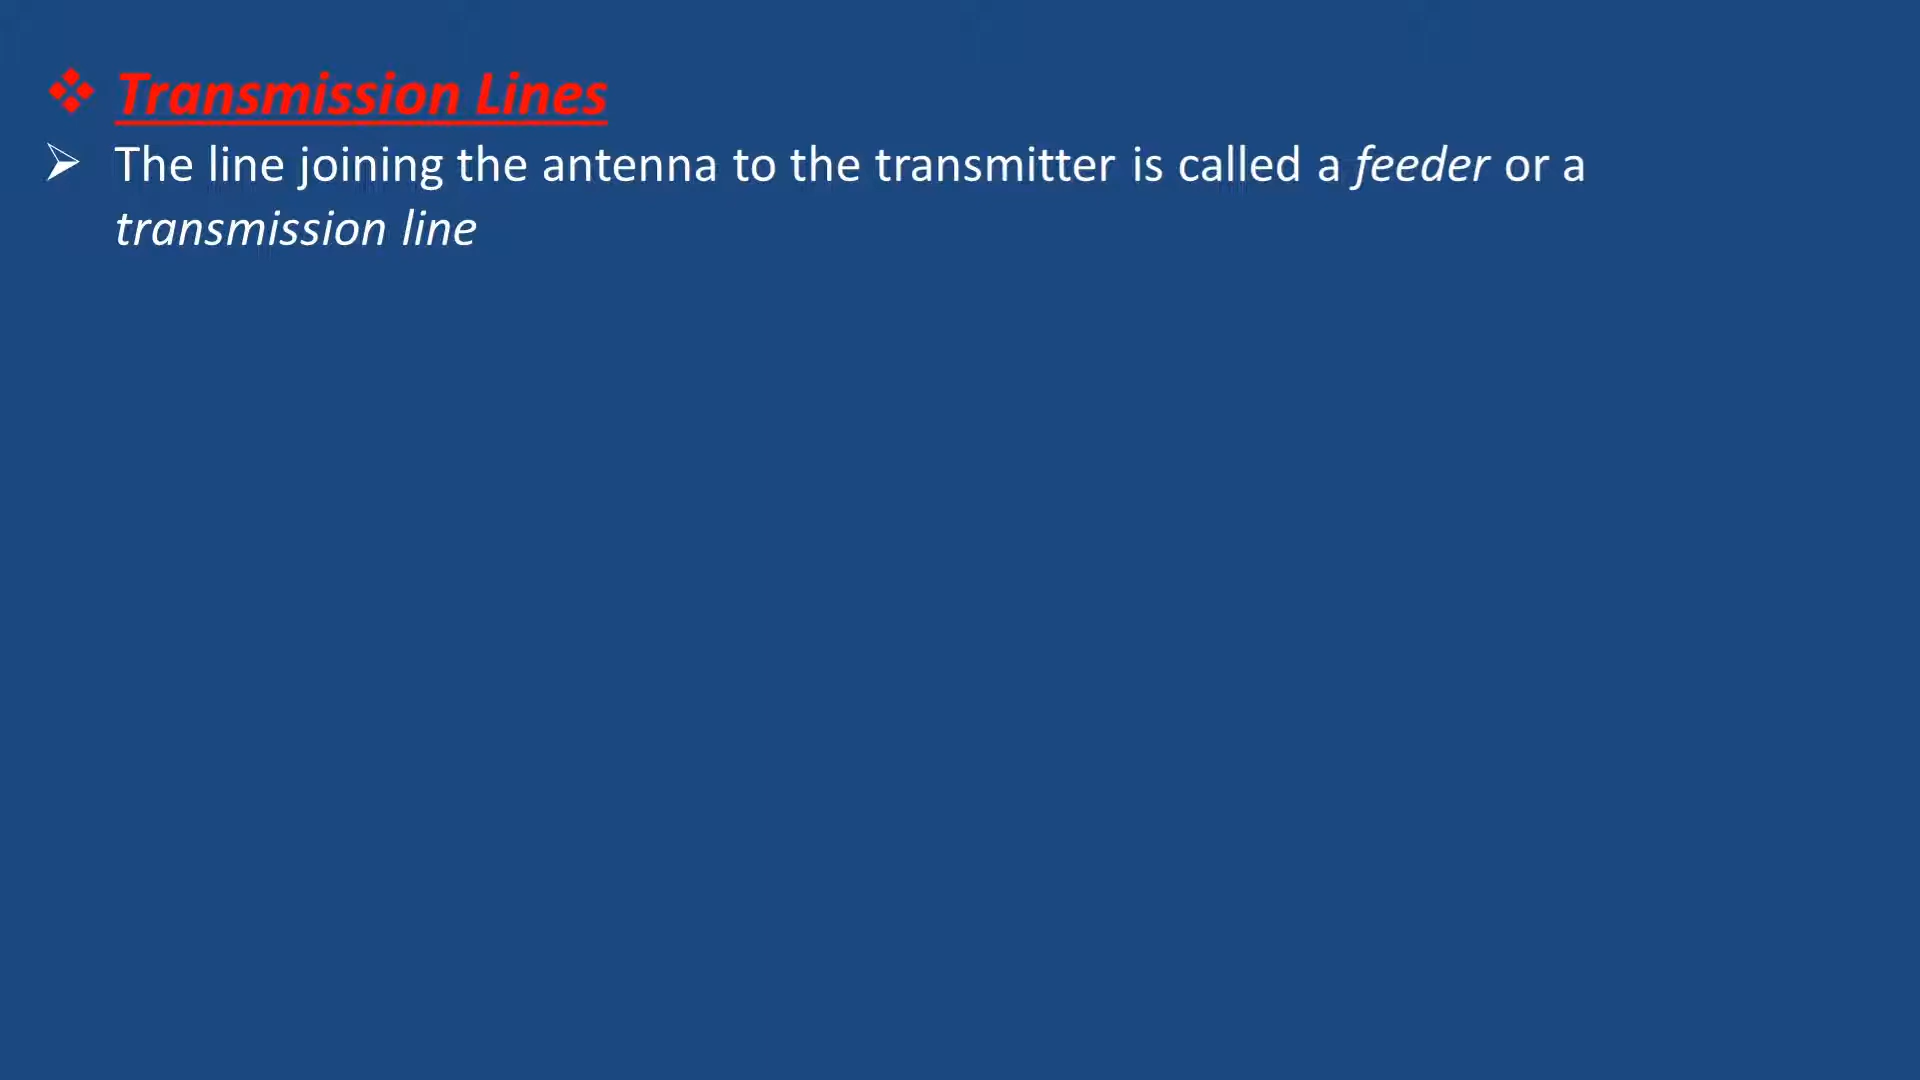 ❖ Transmission Lines
➢ The line joining the antenna to the transmitter is called a feeder or a
transmission line